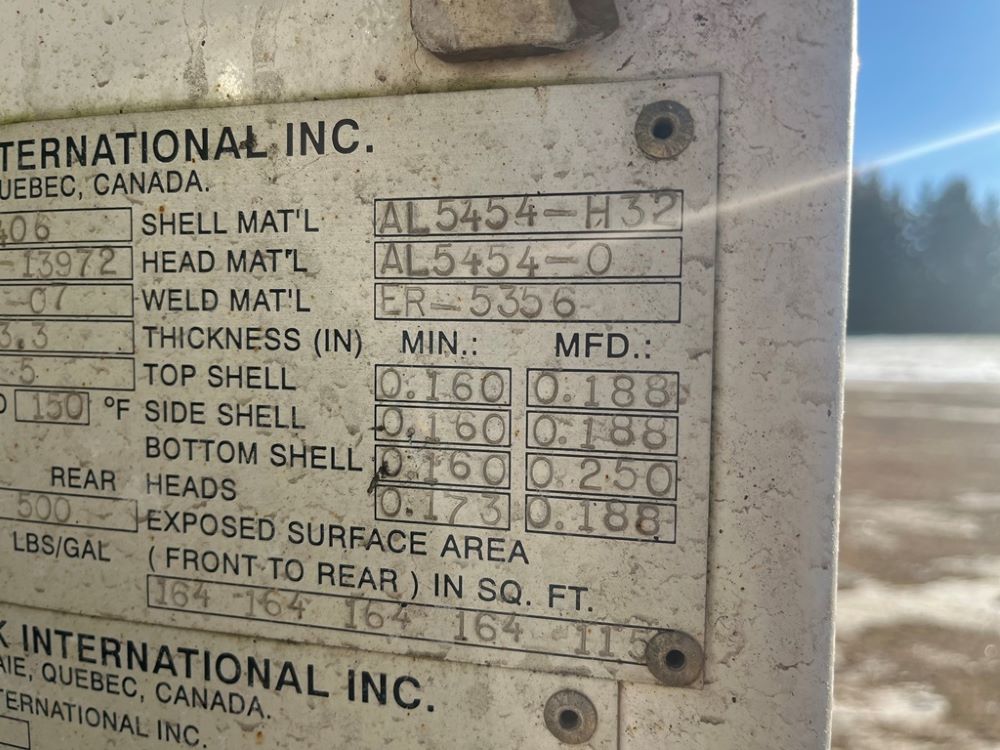 TERNATIONAL INC.
UEBEC, CANADA.
406 SHELL MAT'L AL5454-H32
-13972 HEAD MAT'L AL5454-0
-07 WELD MAT'L ER-5356
3.3 THICKNESS (IN) MIN.: MFD.:
5 TOP SHELL 0.160 0.188
150 °F SIDE SHELL 0.160 0.188
BOTTOM SHELL 0.160 0.250
REAR HEADS 0.173 0.188
500 EXPOSED SURFACE AREA
LBS/GAL (FRONT TO REAR) IN SQ. FT.
164 164 164 164 115
K INTERNATIONAL INC.
AIE, QUEBEC, CANADA.
TERNATIONAL INC.